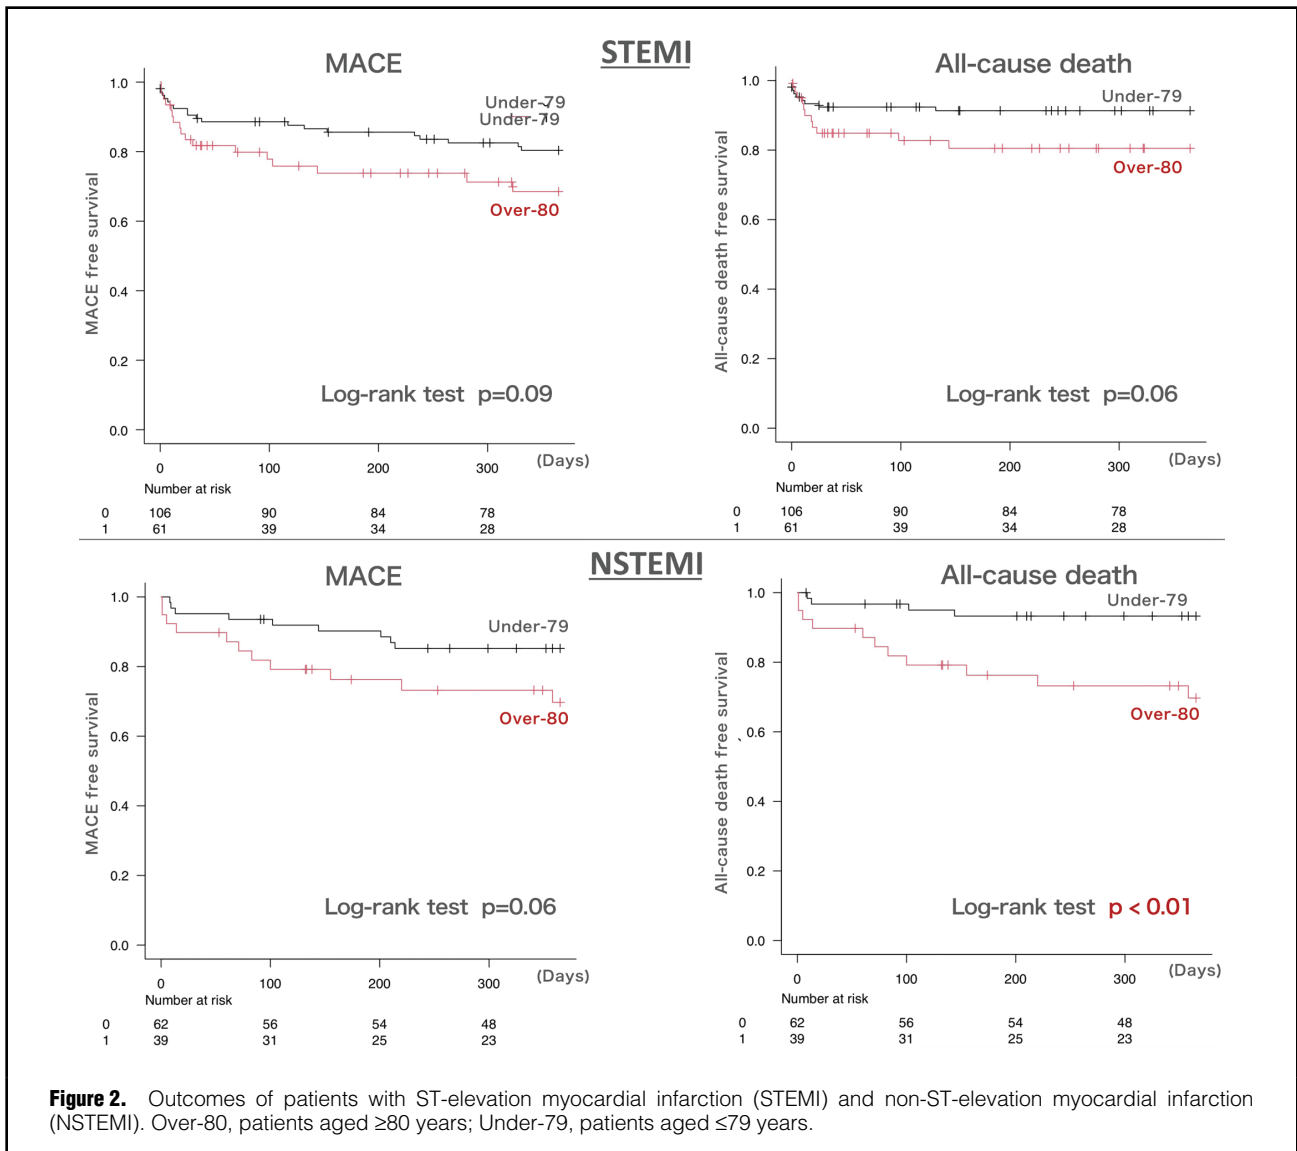 STEMI
MACE
1.0
0.8
0.6
0.4
0.2
0.0
MACE free survival
Under-79
Under-79
Over-80
Log-rank test p=0.09
0 100 200 300 (Days)
Number at risk
0 106 90 84 78
1 61 39 34 28
All-cause death
1.0
0.8
0.6
0.4
0.2
0.0
All-cause death free survival
Under-79
Over-80
Log-rank test p=0.06
0 100 200 300 (Days)
Number at risk
0 106 90 84 78
1 61 39 34 28
NSTEMI
MACE
1.0
0.8
0.6
0.4
0.2
0.0
MACE free survival
Under-79
Over-80
Log-rank test p=0.06
0 100 200 300 (Days)
Number at risk
0 62 56 54 48
1 39 31 25 23
All-cause death
1.0
0.8
0.6
0.4
0.2
0.0
All-cause death free survival
Under-79
Over-80
Log-rank test p < 0.01
0 100 200 300 (Days)
Number at risk
0 62 56 54 48
1 39 31 25 23
Figure 2. Outcomes of patients with ST-elevation myocardial infarction (STEMI) and non-ST-elevation myocardial infarction
(NSTEMI). Over-80, patients aged ≥80 years; Under-79, patients aged ≤79 years.